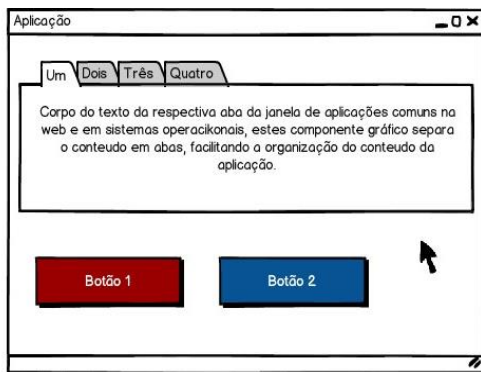 Aplicação
Um Dois Três Quatro
Corpo do texto da respectiva aba da janela de aplicações comuns na
web e em sistemas operacikonais, estes componente gráfico separa
o conteudo em abas, facilitando a organização do conteudo da
aplicação.
Botão 1 Botão 2